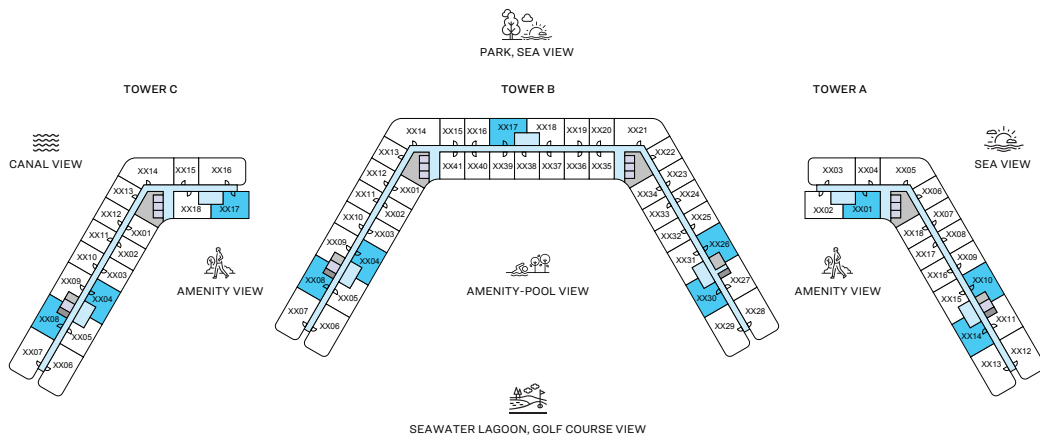 PARK, SEA VIEW
TOWER C
TOWER B
TOWER A
CANAL VIEW
SEA VIEW
XX14
XX15
XX16
XX13
XX12
XX11
XX10
XX09
XX08
XX07
XX06
XX05
XX04
XX03
XX02
XX01
XX18
XX17
AMENITY VIEW
XX14
XX15
XX16
XX17
XX18
XX19
XX20
XX21
XX13
XX12
XX11
XX10
XX09
XX08
XX07
XX06
XX05
XX04
XX03
XX02
XX01
XX41
XX40
XX39
XX38
XX37
XX36
XX35
XX22
XX23
XX24
XX25
XX26
XX27
XX28
XX29
XX30
XX31
XX32
XX33
XX34
AMENITY-POOL VIEW
XX03
XX04
XX05
XX02
XX01
XX06
XX07
XX08
XX09
XX10
XX11
XX12
XX13
XX14
XX15
XX16
XX17
XX18
AMENITY VIEW
SEAWATER LAGOON, GOLF COURSE VIEW